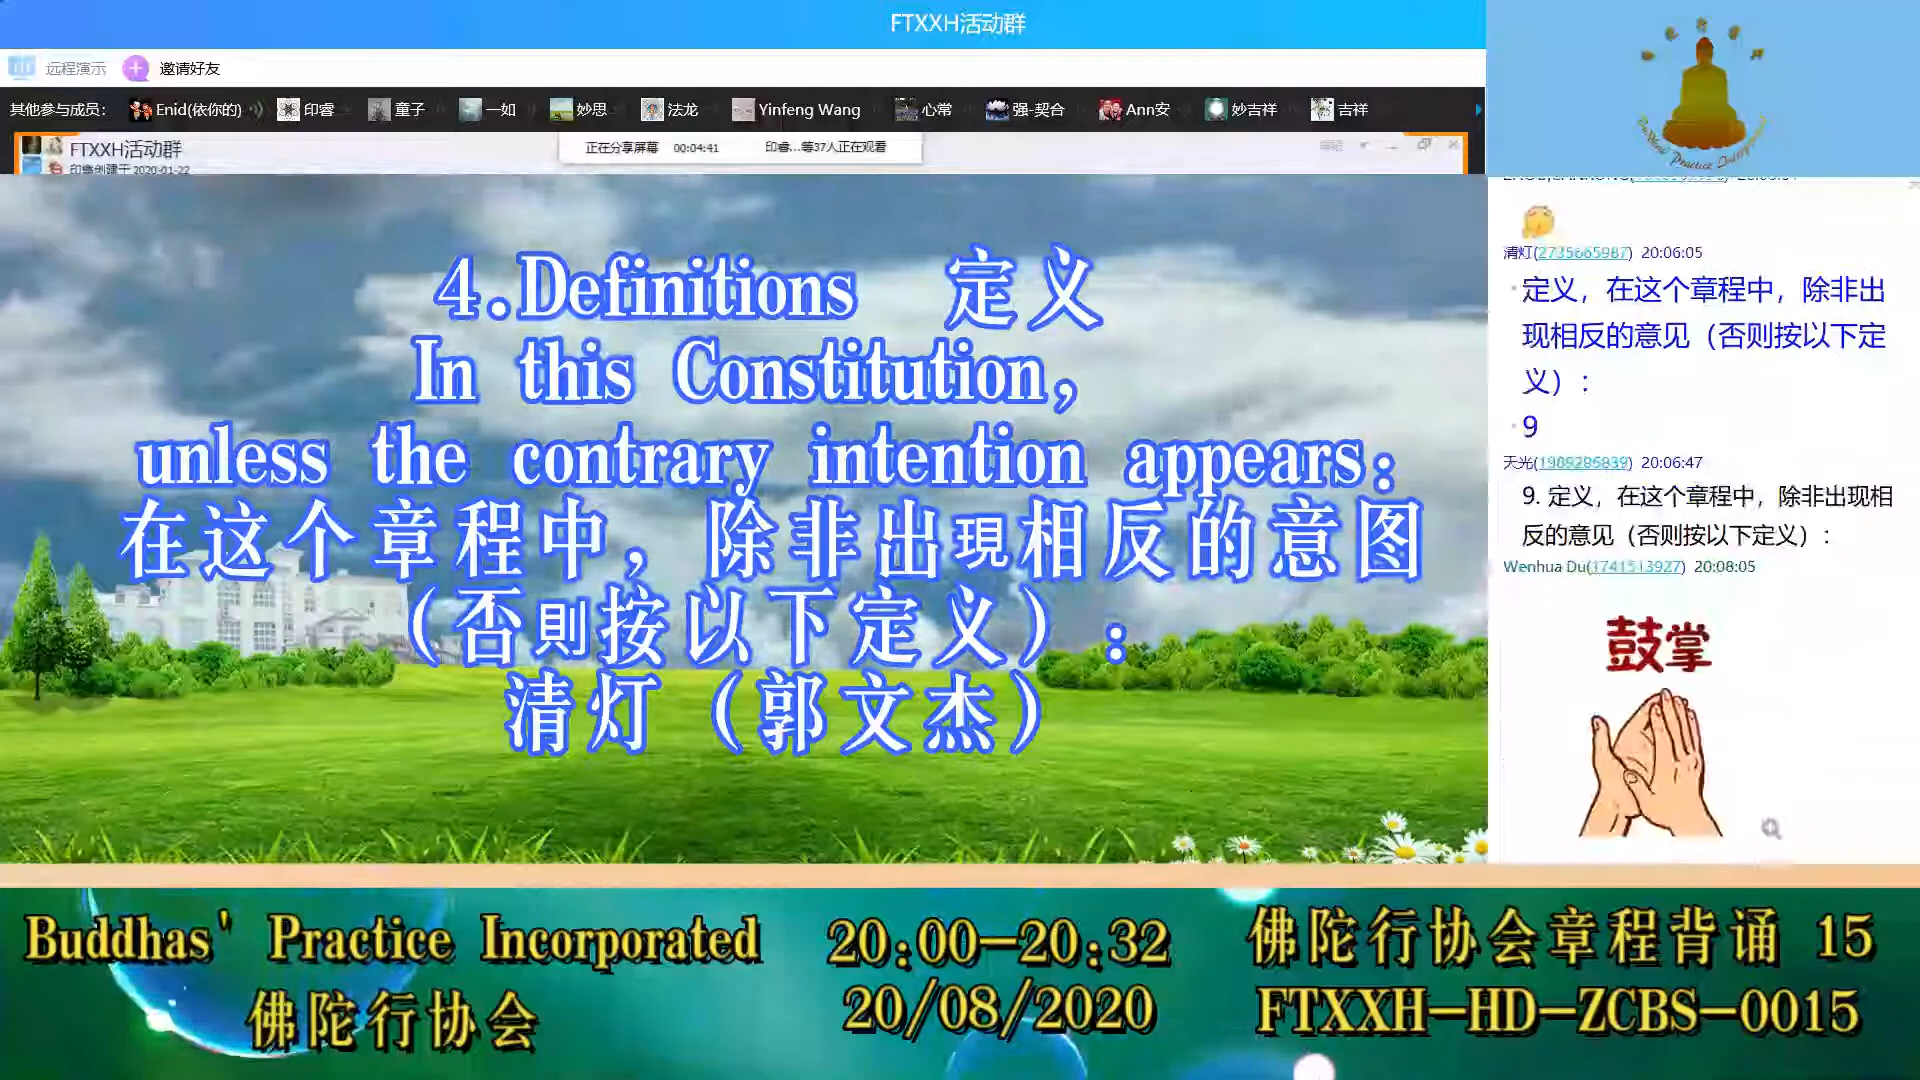 FTXXH活动群
远程演示 邀请好友
其他参与成员： Enid(依你的) 印睿 童子 一如 妙思 法龙 Yinfeng Wang 心常 强-契合 Ann安 妙吉祥 吉祥
FTXXH活动群
印睿创建于 2020-01-22
正在分享屏幕 00:04:41 印睿...等37人正在观看
4.Definitions 定义
In this Constitution,
unless the contrary intention appears:
在这个章程中，除非出現相反的意图
（否則按以下定义）：
清灯（郭文杰）
清灯(2735665987) 20:06:05
定义，在这个章程中，除非出
现相反的意见（否则按以下定
义）：
9
天光(1909286839) 20:06:47
9. 定义，在这个章程中，除非出现相
反的意见（否则按以下定义）：
Wenhua Du(1741513927) 20:08:05
鼓掌
Buddhas' Practice Incorporated
佛陀行协会
20:00-20:32
20/08/2020
佛陀行协会章程背诵 15
FTXXH-HD-ZCBS-0015